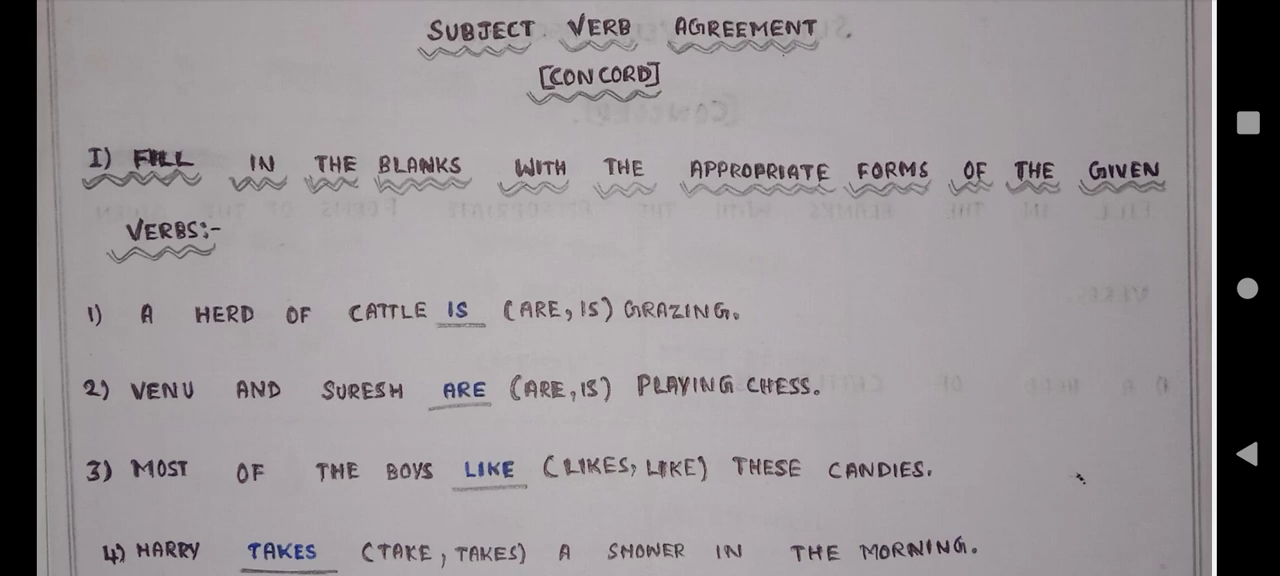 SUBJECT VERB AGREEMENT.
[CONCORD]
I) FILL IN THE BLANKS WITH THE APPROPRIATE FORMS OF THE GIVEN
VERBS:-
1) A HERD OF CATTLE IS (ARE, IS) GRAZING.
2) VENU AND SURESH ARE (ARE, IS) PLAYING CHESS.
3) MOST OF THE BOYS LIKE (LIKES, LIKE) THESE CANDIES.
4) HARRY TAKES (TAKE, TAKES) A SHOWER IN THE MORNING.